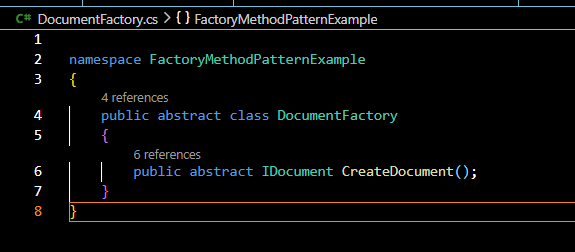 C# DocumentFactory.cs > {} FactoryMethodPatternExample
1
2 namespace FactoryMethodPatternExample
3 {
4 references
4 public abstract class DocumentFactory
5 {
6 references
6 public abstract IDocument CreateDocument();
7 }
8 }